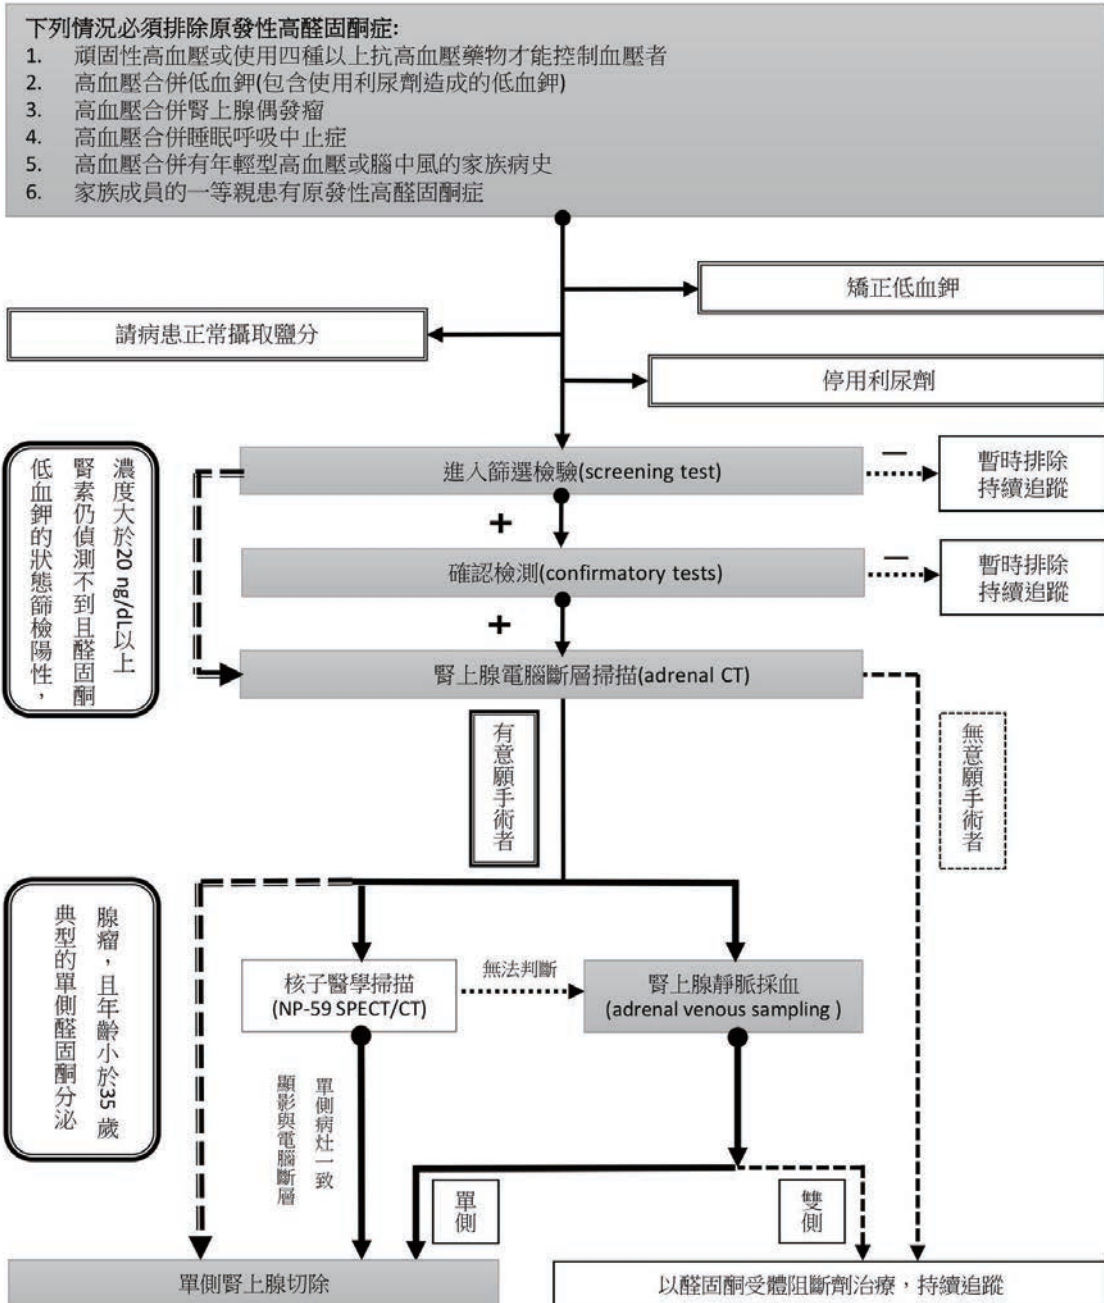 下列情況必須排除原發性高醛固酮症:
1. 頑固性高血壓或使用四種以上抗高血壓藥物才能控制血壓者
2. 高血壓合併低血鉀(包含使用利尿劑造成的低血鉀)
3. 高血壓合併腎上腺偶發瘤
4. 高血壓合併睡眠呼吸中止症
5. 高血壓合併有年輕型高血壓或腦中風的家族病史
6. 家族成員的一等親患有原發性高醛固酮症
矯正低血鉀
請病患正常攝取鹽分
停用利尿劑
低血鉀的狀態篩檢陽性，
腎素仍偵測不到且醛固酮
濃度大於20 ng/dL以上
進入篩選檢驗(screening test)
—
暫時排除
持續追蹤
+
確認檢測(confirmatory tests)
—
暫時排除
持續追蹤
+
腎上腺電腦斷層掃描(adrenal CT)
有意願手術者
無意願手術者
典型的單側醛固酮分泌
腺瘤，且年齡小於35 歲
核子醫學掃描
(NP-59 SPECT/CT)
無法判斷
腎上腺靜脈採血
(adrenal venous sampling )
顯影與電腦斷層
單側病灶一致
單側
雙側
單側腎上腺切除
以醛固酮受體阻斷劑治療，持續追蹤